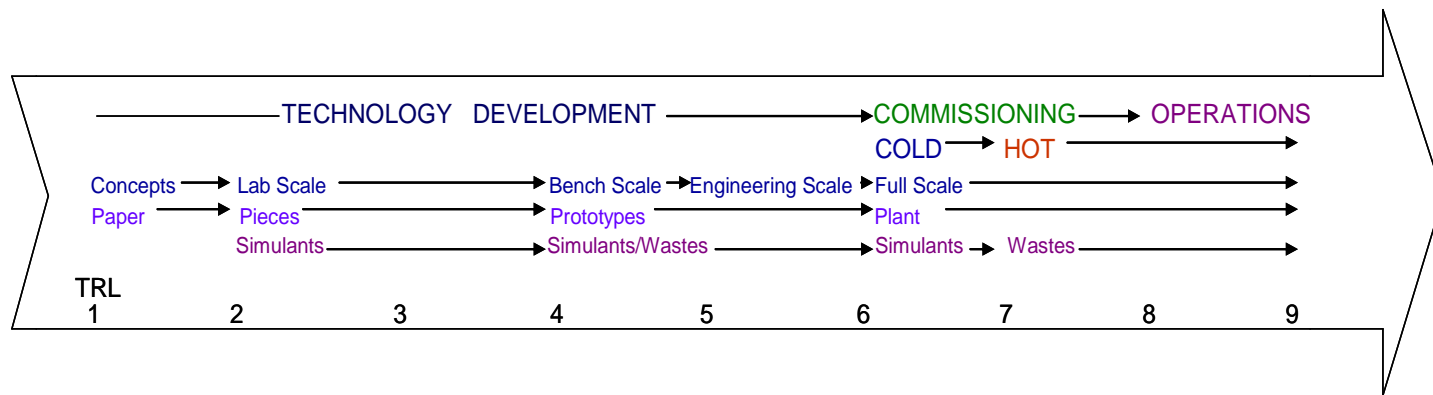 TECHNOLOGY DEVELOPMENT COMMISSIONING OPERATIONS
COLD HOT
Concepts Lab Scale Bench Scale Engineering Scale Full Scale
Paper Pieces Prototypes Plant
Simulants Simulants/Wastes Simulants Wastes
TRL
1 2 3 4 5 6 7 8 9